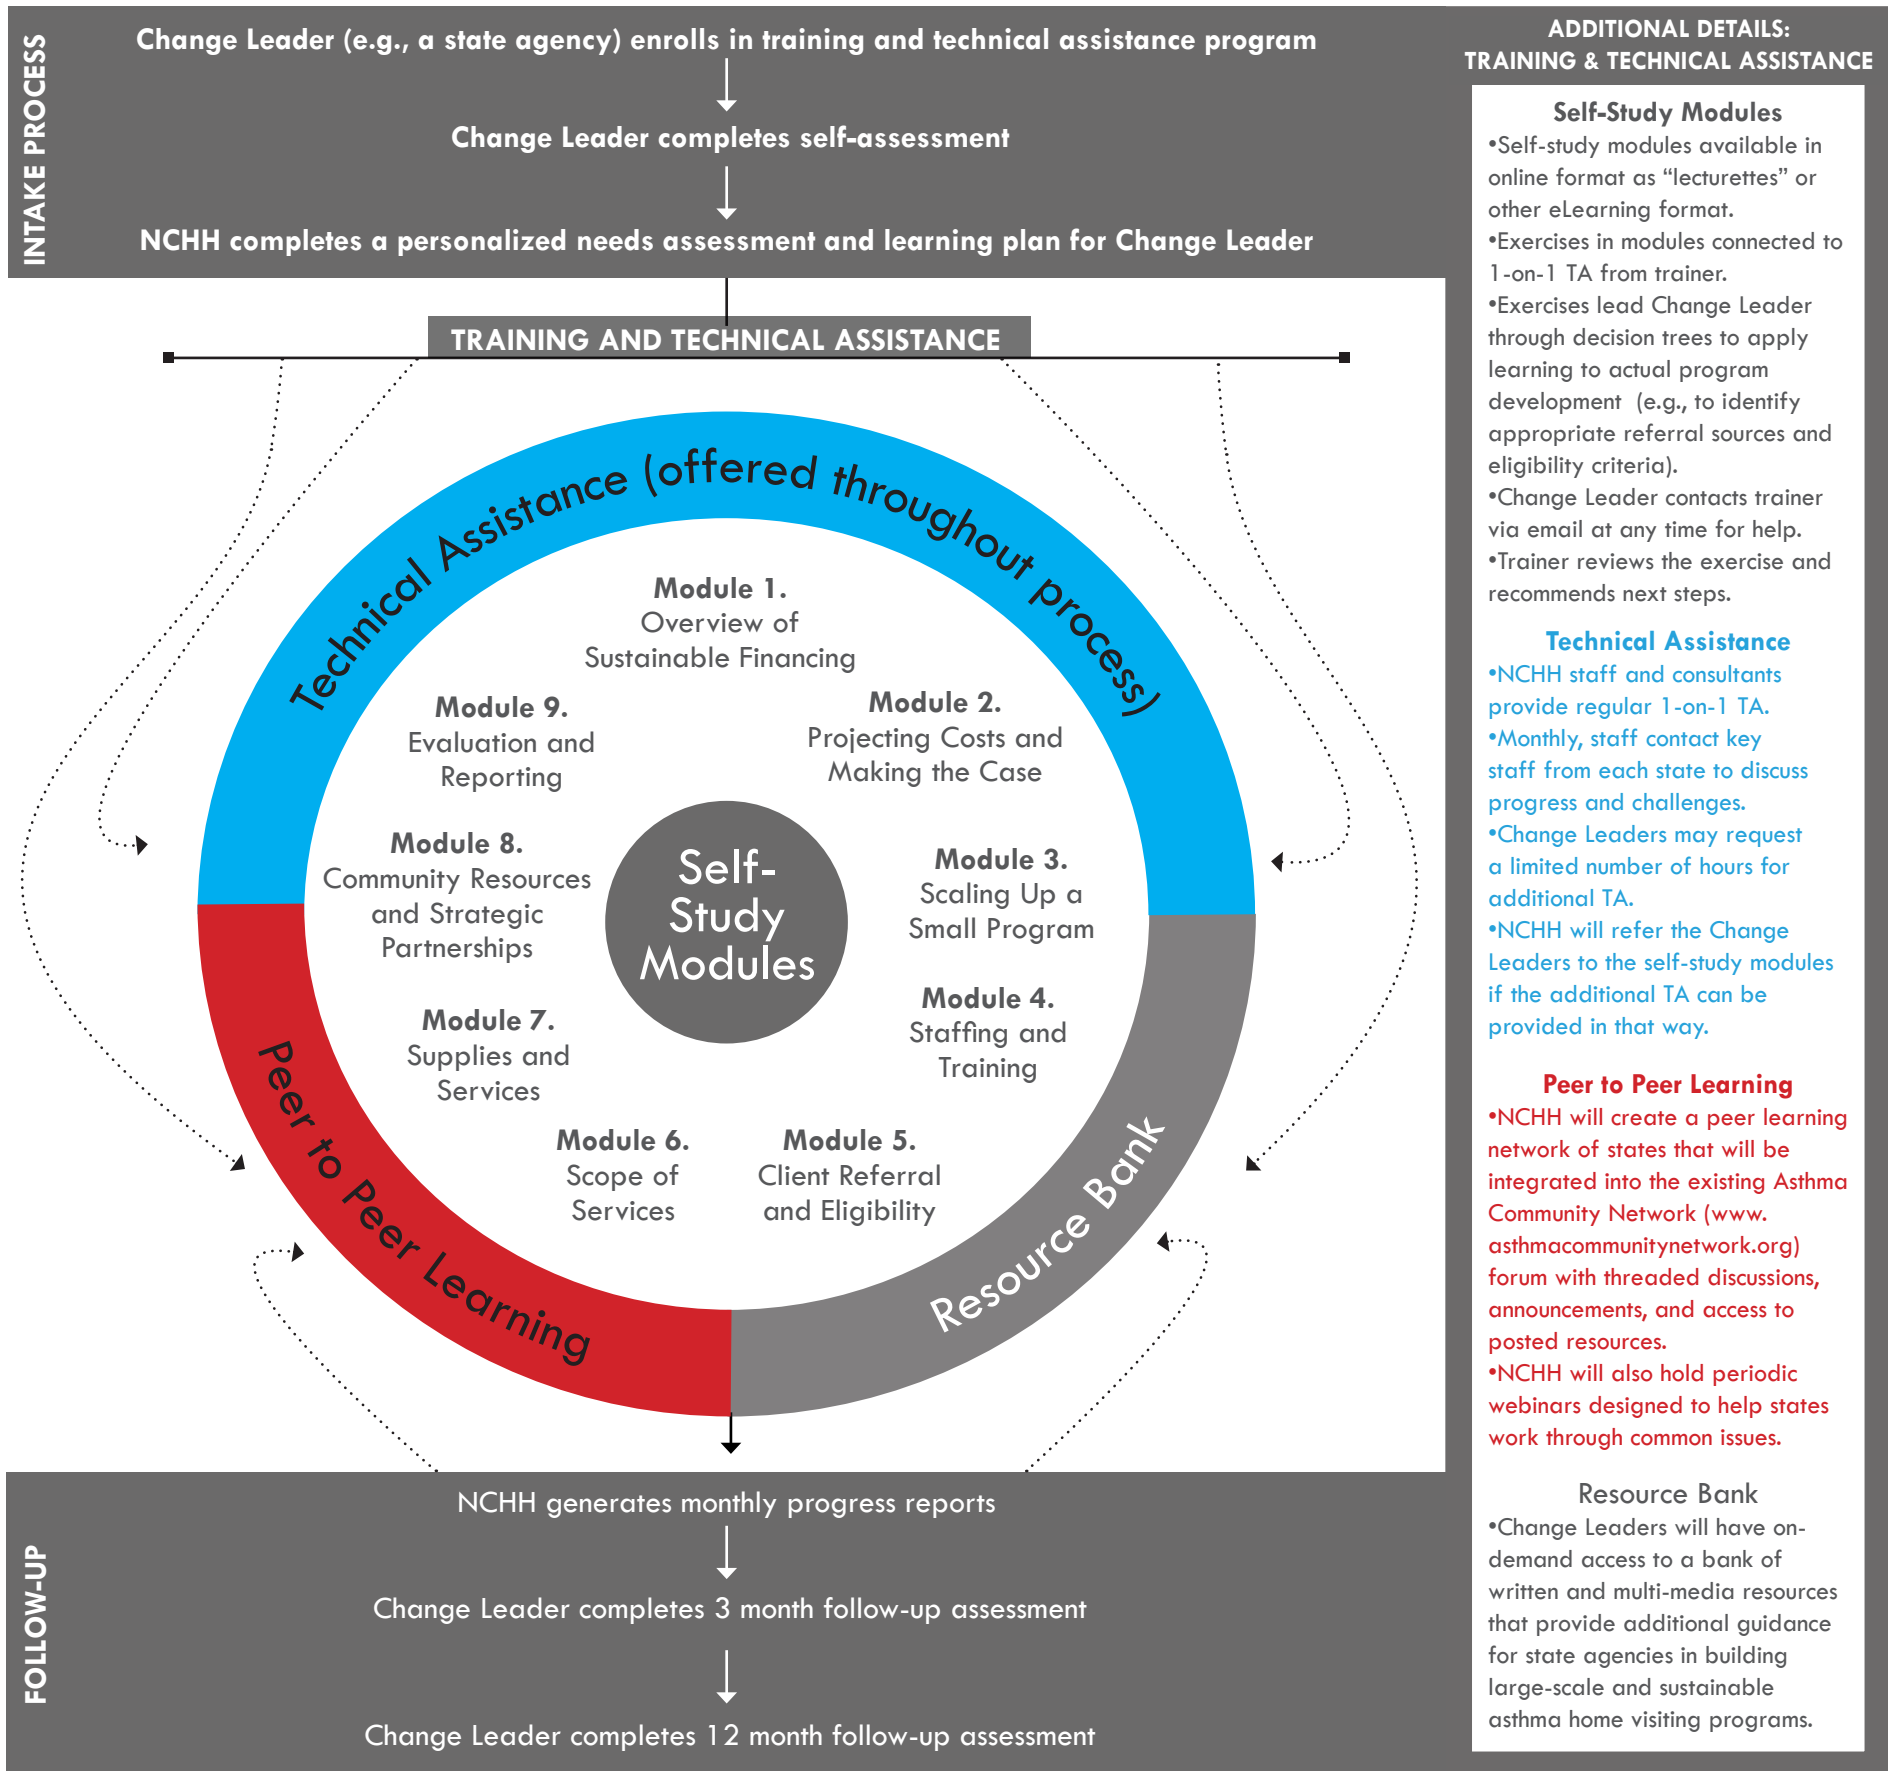 INTAKE PROCESS
Change Leader (e.g., a state agency) enrolls in training and technical assistance program
Change Leader completes self-assessment
NCHH completes a personalized needs assessment and learning plan for Change Leader
TRAINING AND TECHNICAL ASSISTANCE
Technical Assistance (offered throughout process)
Module 1.
Overview of
Sustainable Financing
Module 2.
Projecting Costs and
Making the Case
Module 3.
Scaling Up a
Small Program
Module 4.
Staffing and
Training
Module 5.
Client Referral
and Eligibility
Module 6.
Scope of
Services
Module 7.
Supplies and
Services
Module 8.
Community Resources
and Strategic
Partnerships
Module 9.
Evaluation and
Reporting
Self-
Study
Modules
Peer to Peer Learning
Resource Bank
FOLLOW-UP
NCHH generates monthly progress reports
Change Leader completes 3 month follow-up assessment
Change Leader completes 12 month follow-up assessment
ADDITIONAL DETAILS:
TRAINING & TECHNICAL ASSISTANCE
Self-Study Modules
•Self-study modules available in
online format as “lecturettes” or
other eLearning format.
•Exercises in modules connected to
1-on-1 TA from trainer.
•Exercises lead Change Leader
through decision trees to apply
learning to actual program
development (e.g., to identify
appropriate referral sources and
eligibility criteria).
•Change Leader contacts trainer
via email at any time for help.
•Trainer reviews the exercise and
recommends next steps.
Technical Assistance
•NCHH staff and consultants
provide regular 1-on-1 TA.
•Monthly, staff contact key
staff from each state to discuss
progress and challenges.
•Change Leaders may request
a limited number of hours for
additional TA.
•NCHH will refer the Change
Leaders to the self-study modules
if the additional TA can be
provided in that way.
Peer to Peer Learning
•NCHH will create a peer learning
network of states that will be
integrated into the existing Asthma
Community Network (www.
asthmacommunitynetwork.org)
forum with threaded discussions,
announcements, and access to
posted resources.
•NCHH will also hold periodic
webinars designed to help states
work through common issues.
Resource Bank
•Change Leaders will have on-
demand access to a bank of
written and multi-media resources
that provide additional guidance
for state agencies in building
large-scale and sustainable
asthma home visiting programs.